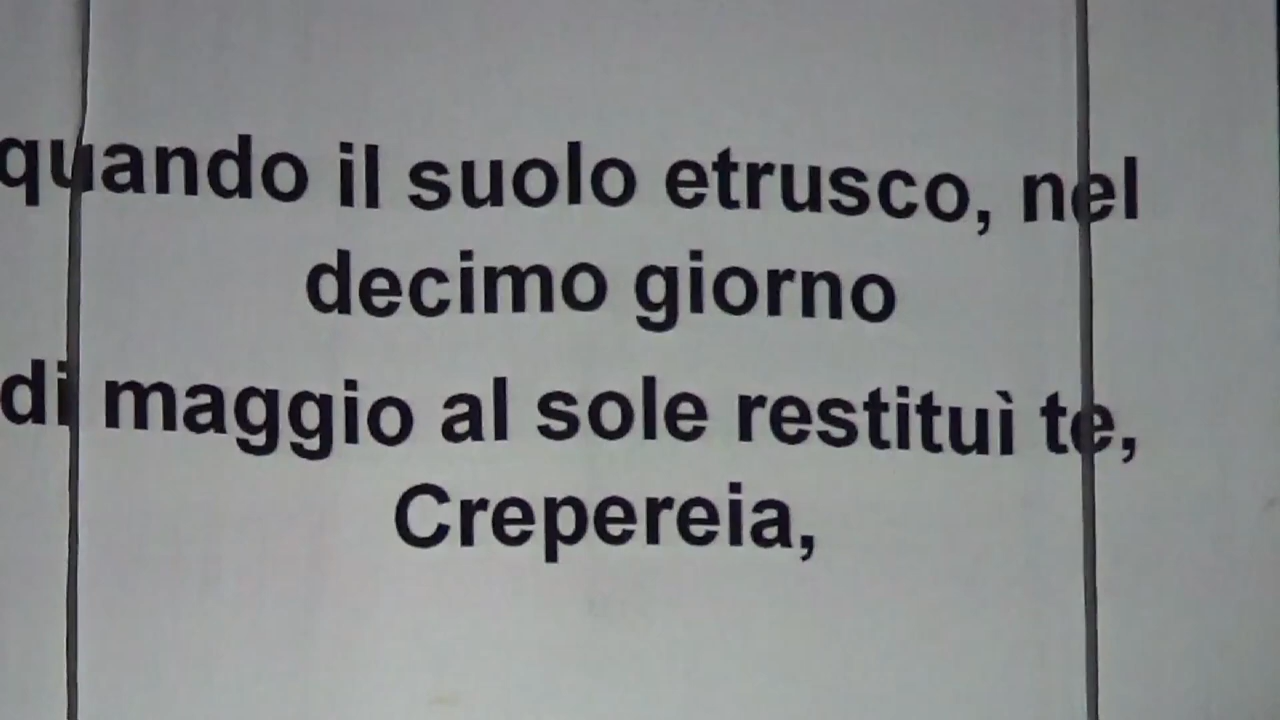 quando il suolo etrusco, nel
decimo giorno
di maggio al sole restituì te,
Crepereia,